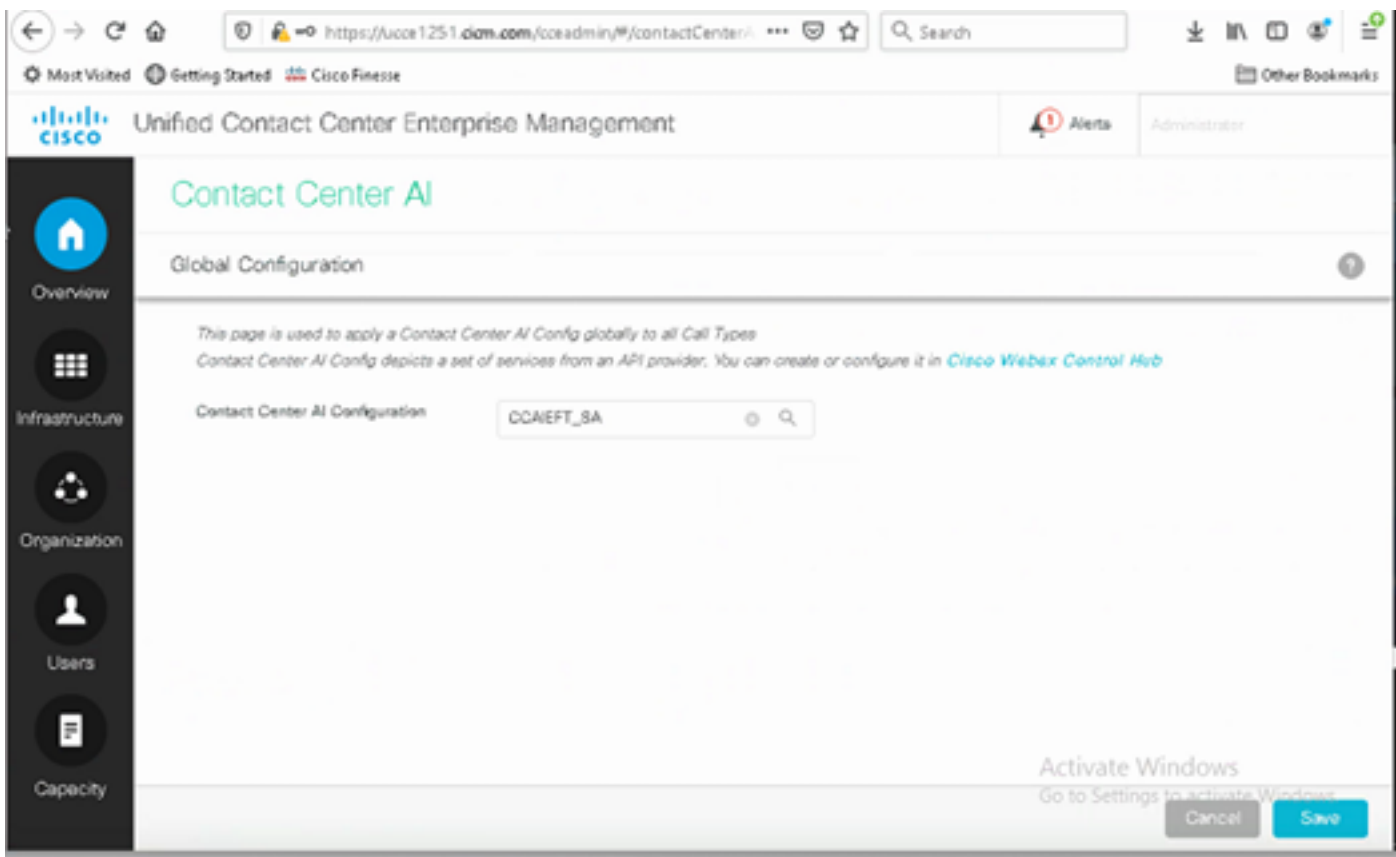 https://ucce1251.cicm.com/cceadmin/#/contactCenterA ... Search
Most Visited Getting Started Cisco Finesse Other Bookmarks
cisco Unified Contact Center Enterprise Management 1 Alerts Administrator
Contact Center AI
Global Configuration ?
Overview
This page is used to apply a Contact Center AI Config globally to all Call Types
Contact Center AI Config depicts a set of services from an API provider. You can create or configure it in Cisco Webex Control Hub
Infrastructure
Contact Center AI Configuration CCAIEFT_SA
Organization
Users
Capacity
Activate Windows
Go to Settings to activate Windows.
Cancel Save